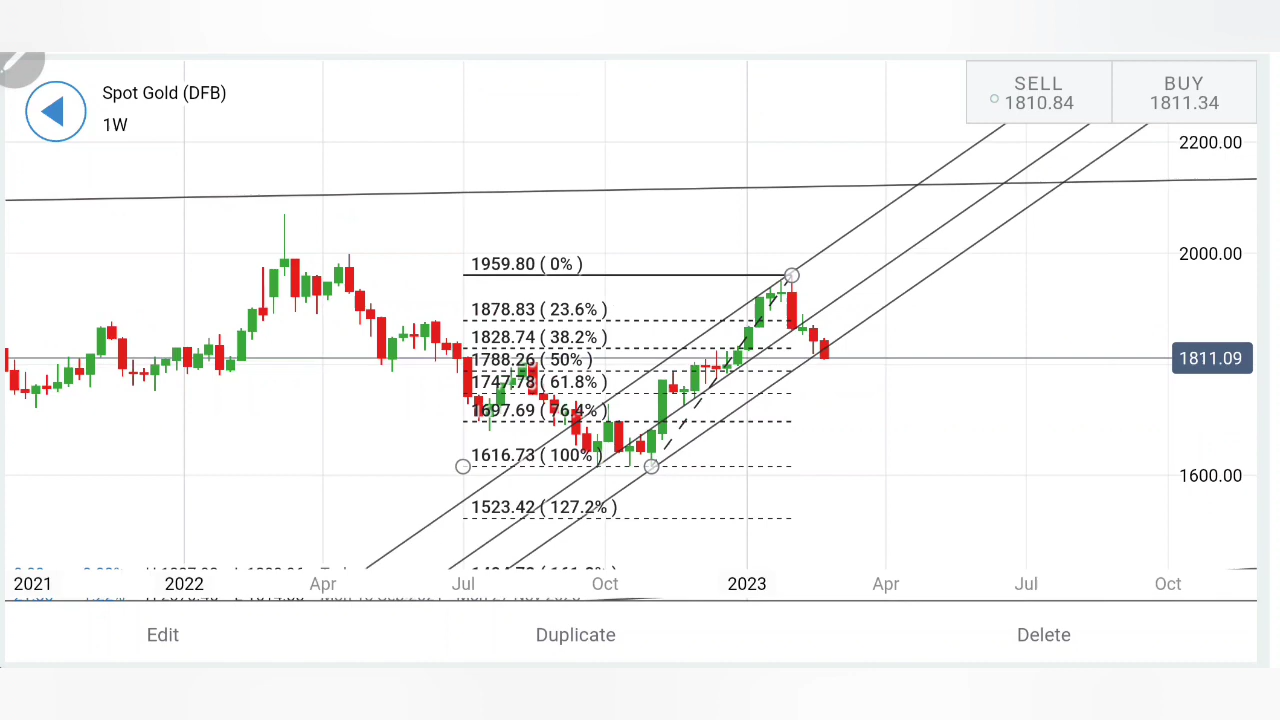 Spot Gold (DFB)
1W
SELL
1810.84
BUY
1811.34
2200.00
2000.00
1959.80 ( 0% )
1878.83 ( 23.6% )
1828.74 ( 38.2% )
1788.26 ( 50% )
1811.09
1747.78 ( 61.8% )
1697.69 ( 76.4% )
1616.73 ( 100% )
1600.00
1523.42 ( 127.2% )
2021 2022 Apr Jul Oct 2023 Apr Jul Oct
Edit Duplicate Delete